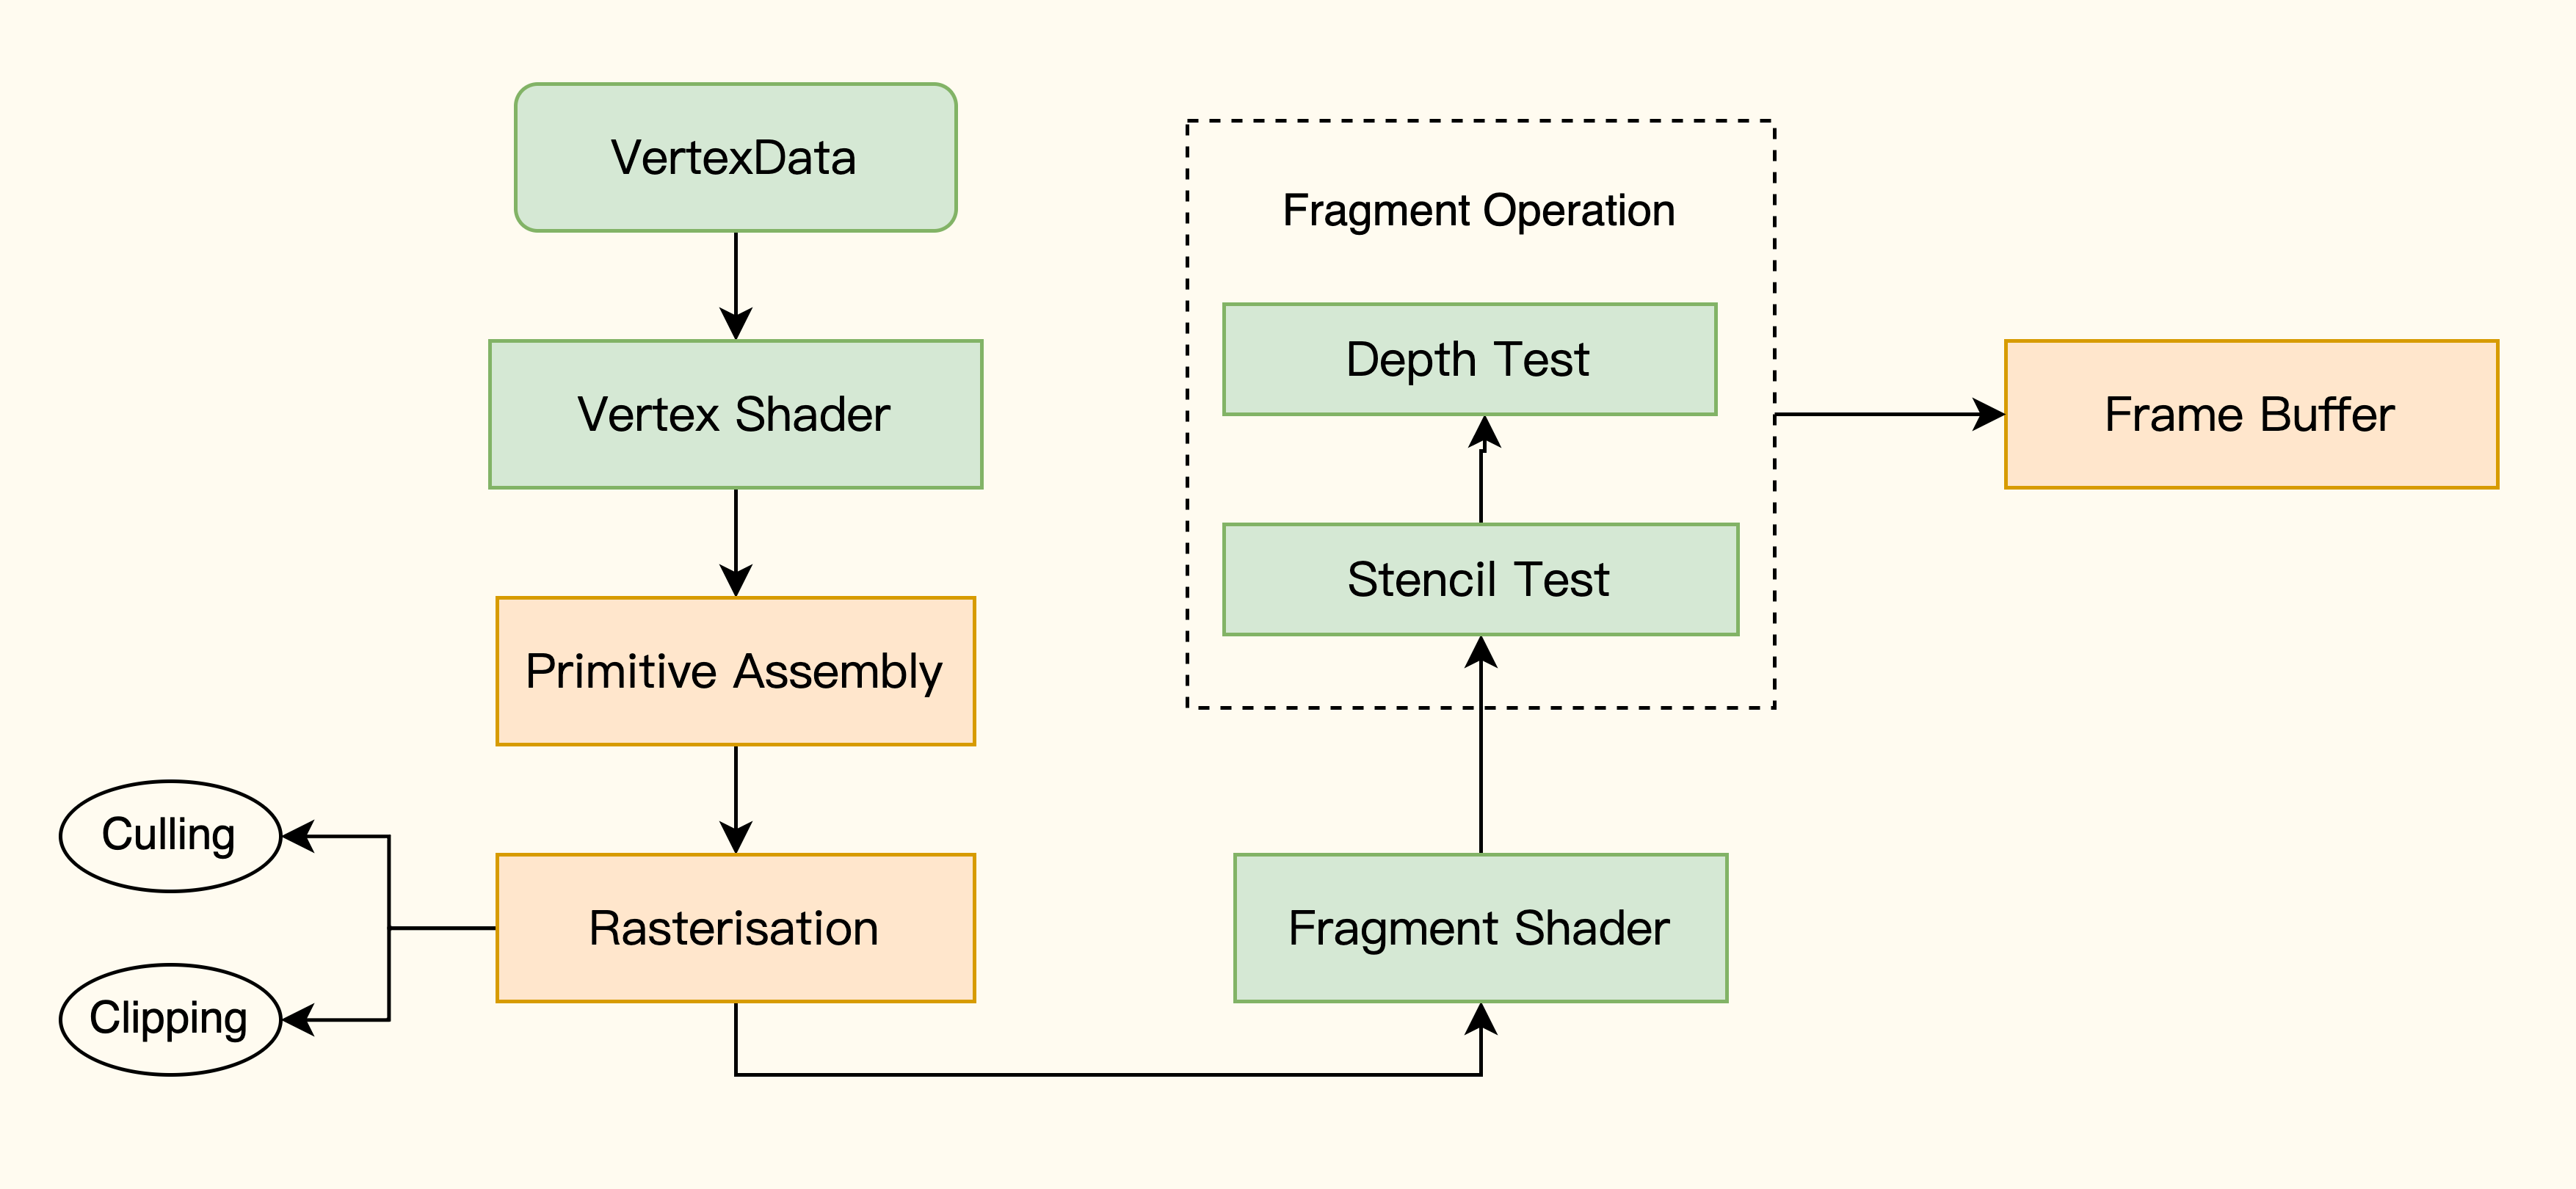 VertexData
Vertex Shader
Primitive Assembly
Rasterisation
Culling
Clipping
Fragment Shader
Fragment Operation
Depth Test
Stencil Test
Frame Buffer